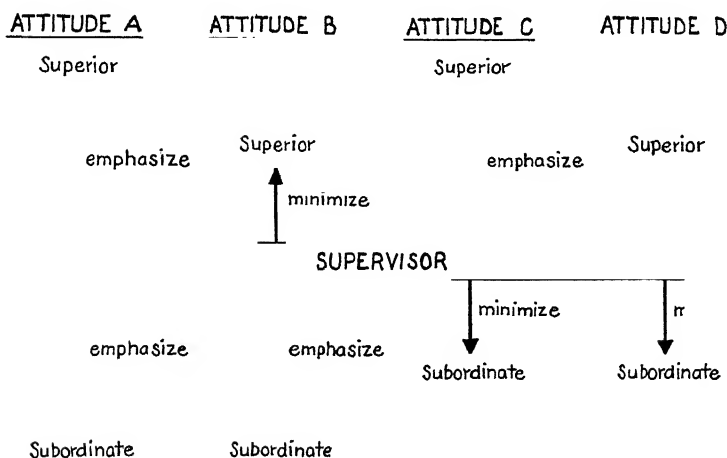 ATTITUDE A ATTITUDE B ATTITUDE C ATTITUDE D
Superior Superior
emphasize Superior emphasize Superior
minimize
SUPERVISOR
minimize
emphasize emphasize
Subordinate Subordinate
Subordinate Subordinate